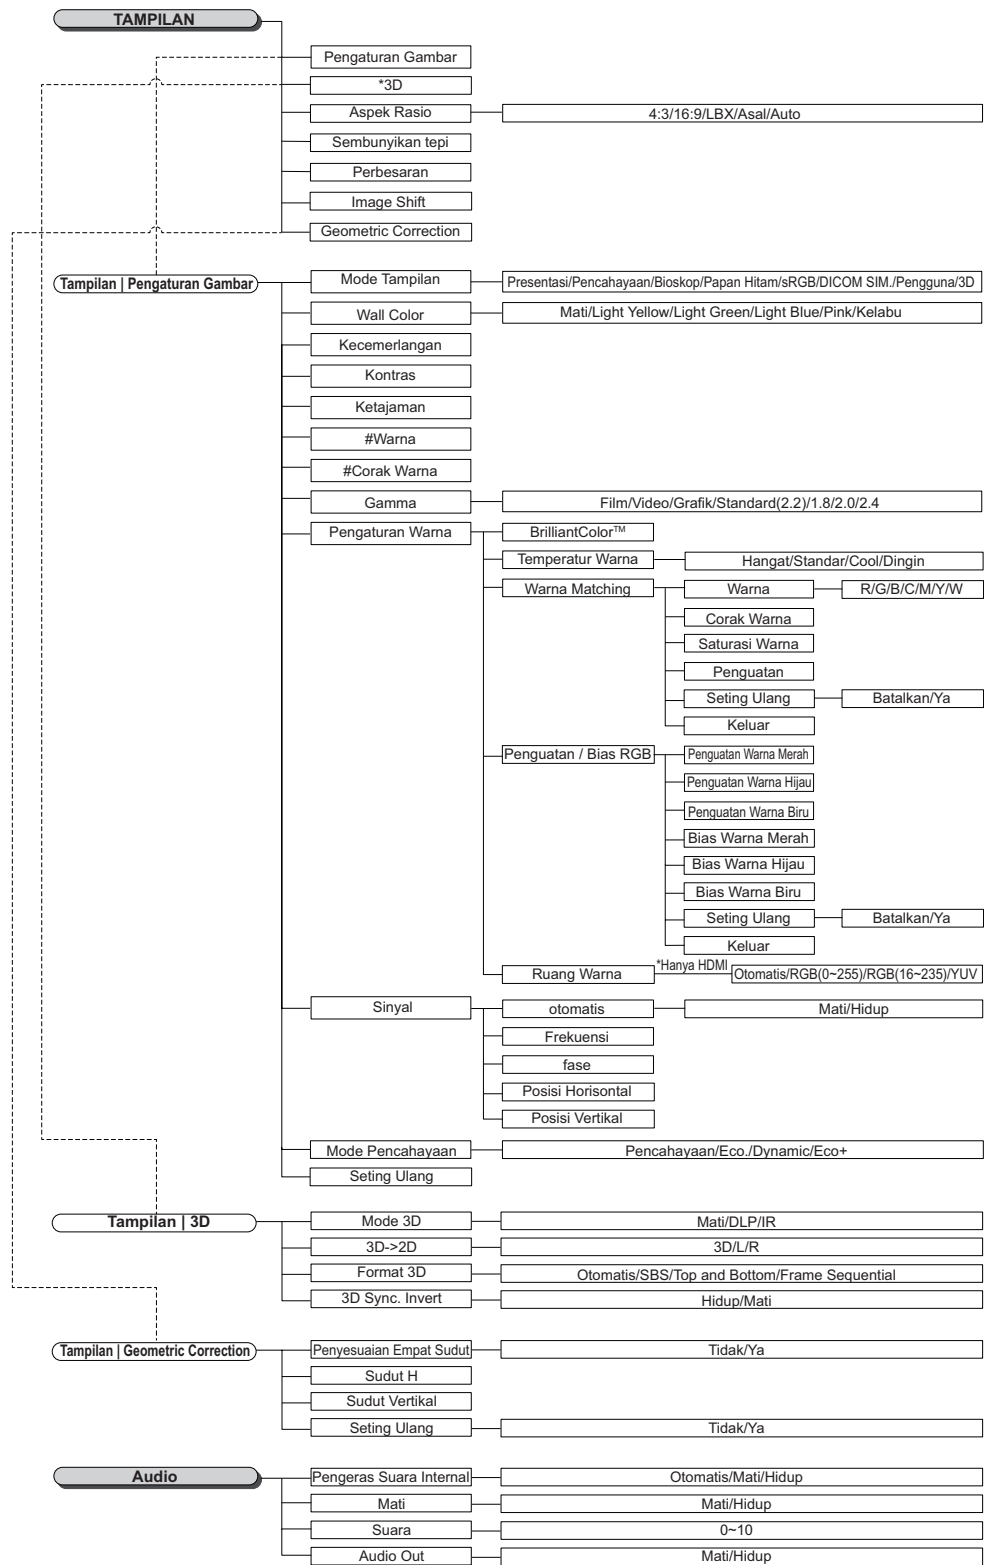 TAMPILAN
Pengaturan Gambar
*3D
Aspek Rasio 4:3/16:9/LBX/Asal/Auto
Sembunyikan tepi
Perbesaran
Image Shift
Geometric Correction
Tampilan | Pengaturan Gambar Mode Tampilan Presentasi/Pencahayaan/Bioskop/Papan Hitam/sRGB/DICOM SIM./Pengguna/3D
Wall Color Mati/Light Yellow/Light Green/Light Blue/Pink/Kelabu
Kecemerlangan
Kontras
Ketajaman
#Warna
#Corak Warna
Gamma Film/Video/Grafik/Standard(2.2)/1.8/2.0/2.4
Pengaturan Warna BrilliantColor™
Temperatur Warna Hangat/Standar/Cool/Dingin
Warna Matching Warna R/G/B/C/M/Y/W
Corak Warna
Saturasi Warna
Penguatan
Seting Ulang Batalkan/Ya
Keluar
Penguatan / Bias RGB Penguatan Warna Merah
Penguatan Warna Hijau
Penguatan Warna Biru
Bias Warna Merah
Bias Warna Hijau
Bias Warna Biru
Seting Ulang Batalkan/Ya
Keluar
Ruang Warna *Hanya HDMI Otomatis/RGB(0~255)/RGB(16~235)/YUV
Sinyal otomatis Mati/Hidup
Frekuensi
fase
Posisi Horisontal
Posisi Vertikal
Mode Pencahayaan Pencahayaan/Eco./Dynamic/Eco+
Seting Ulang
Tampilan | 3D Mode 3D Mati/DLP/IR
3D->2D 3D/L/R
Format 3D Otomatis/SBS/Top and Bottom/Frame Sequential
3D Sync. Invert Hidup/Mati
Tampilan | Geometric Correction Penyesuaian Empat Sudut Tidak/Ya
Sudut H
Sudut Vertikal
Seting Ulang Tidak/Ya
Audio Pengeras Suara Internal Otomatis/Mati/Hidup
Mati Mati/Hidup
Suara 0~10
Audio Out Mati/Hidup